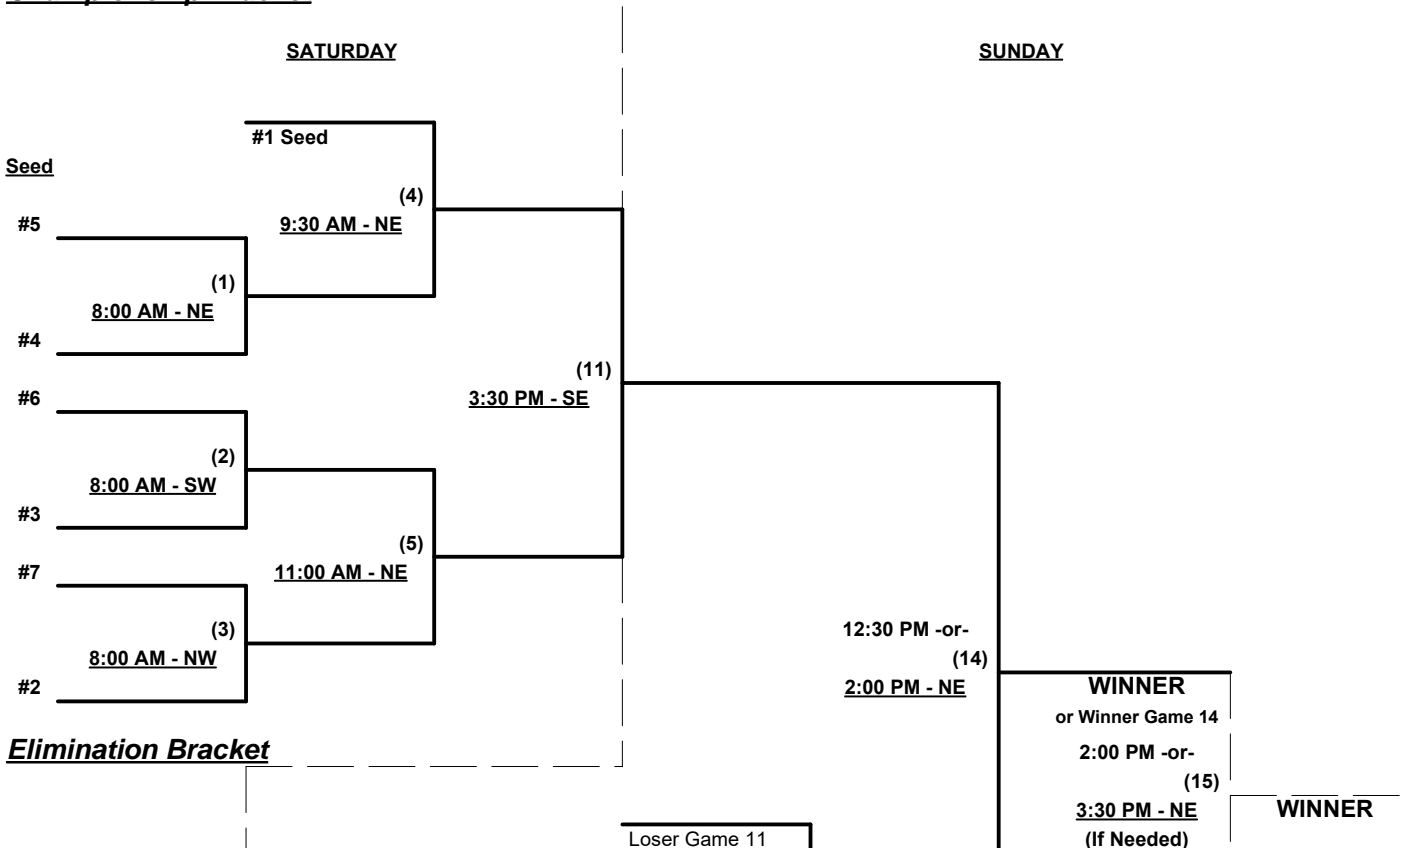 SATURDAY
SUNDAY
#1 Seed
Seed
(4)
#5
9:30 AM - NE
(1)
8:00 AM - NE
#4
(11)
#6
3:30 PM - SE
(2)
8:00 AM - SW
#3
(5)
#7
11:00 AM - NE
(3)
12:30 PM -or-
8:00 AM - NW
(14)
#2
2:00 PM - NE
WINNER
or Winner Game 14
Elimination Bracket
2:00 PM -or-
(15)
3:30 PM - NE
WINNER
Loser Game 11
(If Needed)